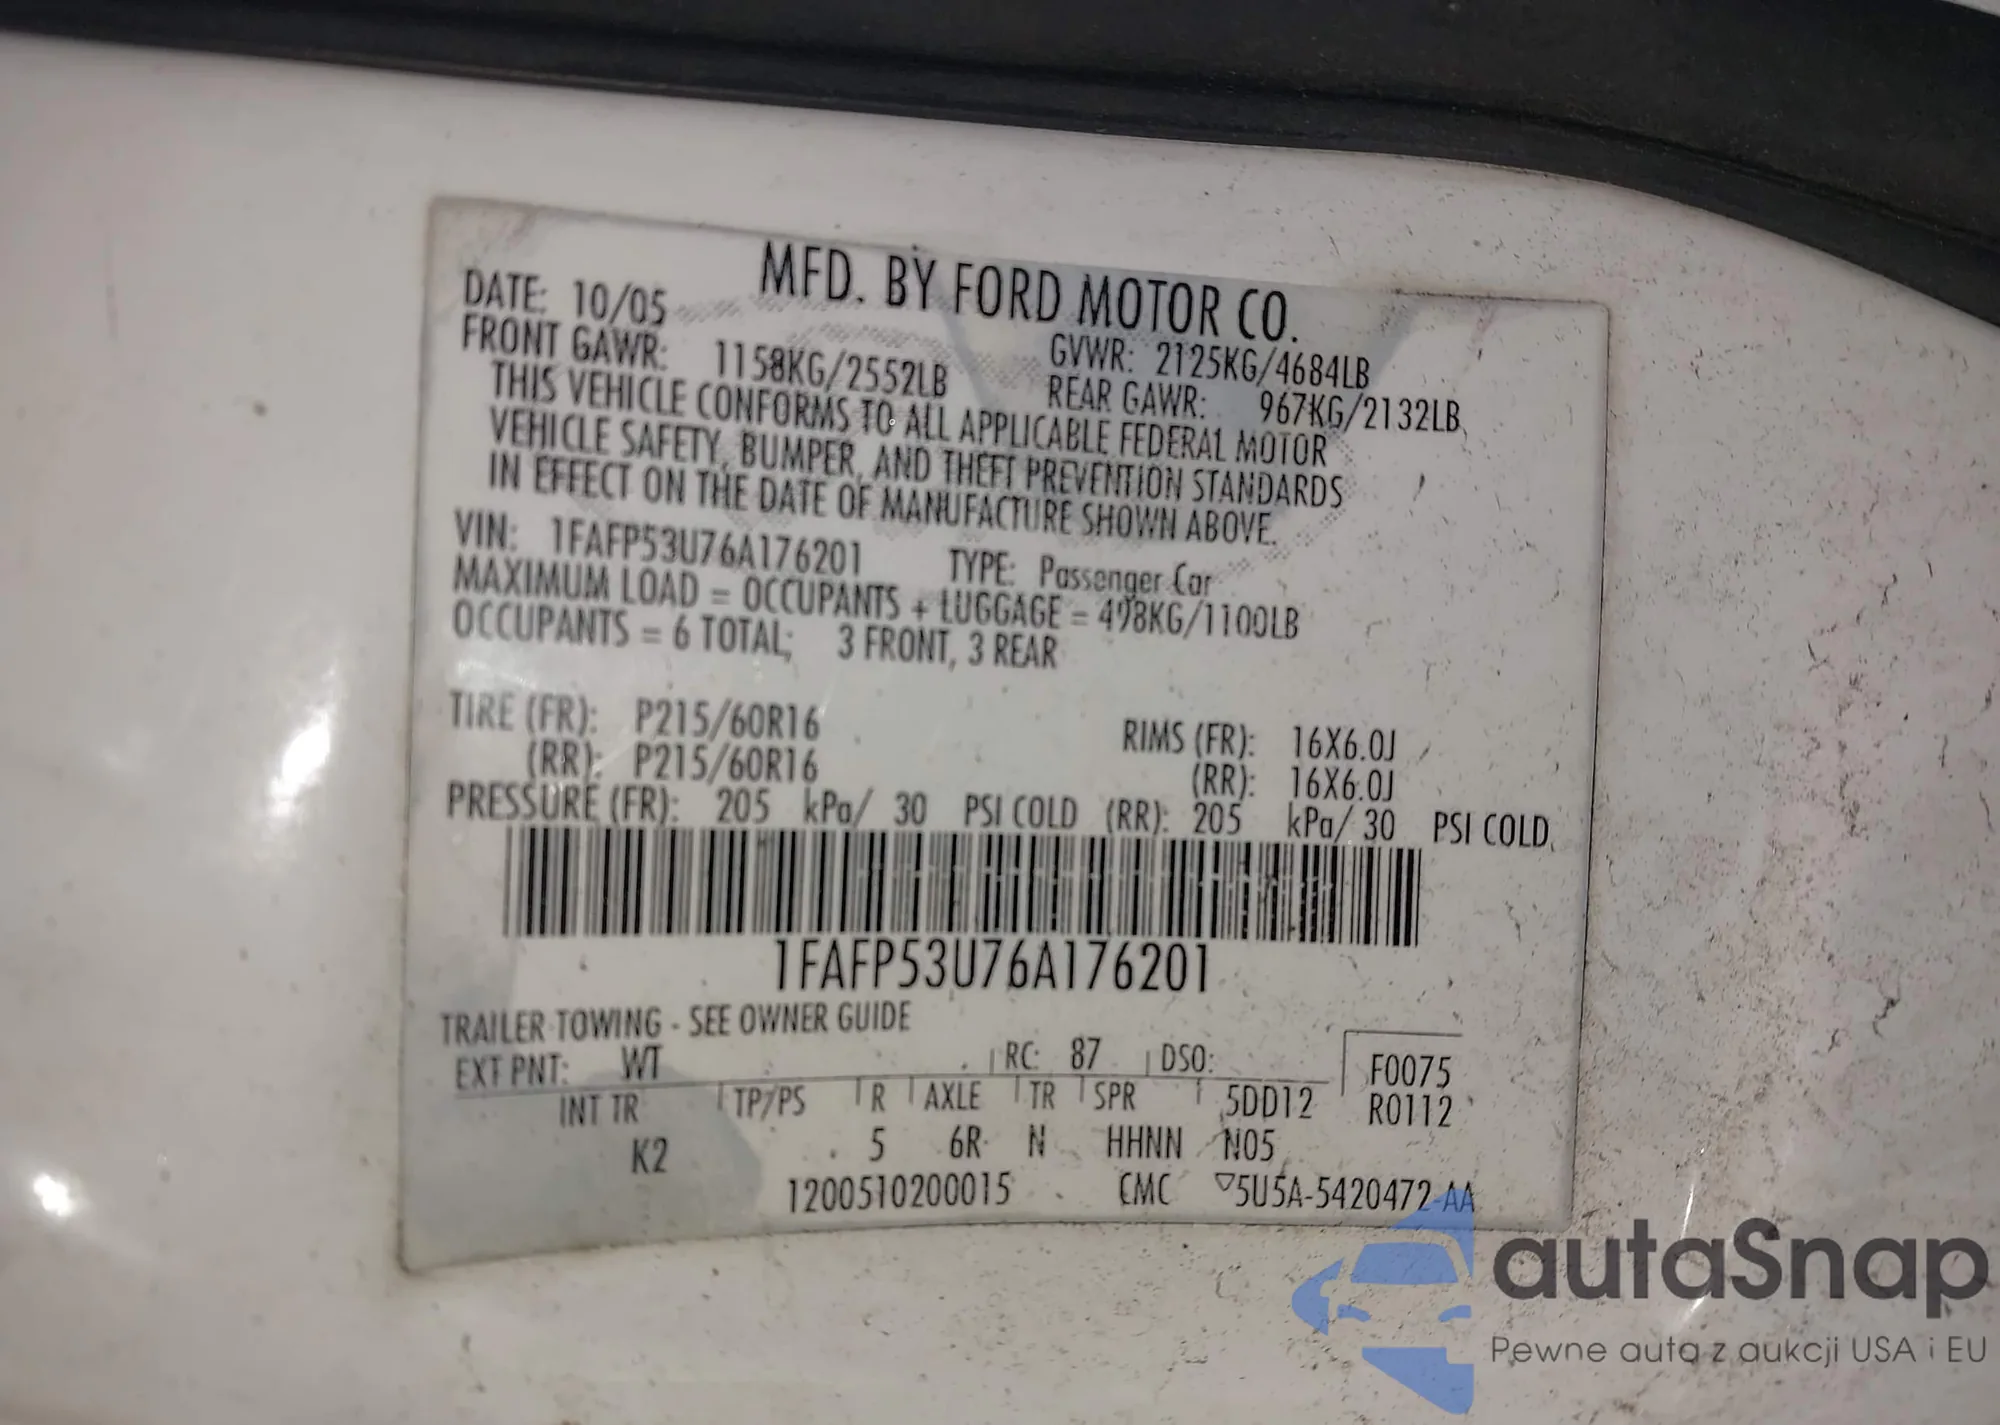 MFD. BY FORD MOTOR CO.
DATE: 10/05 GVWR: 2125KG/4684LB
FRONT GAWR: 1158KG/2552LB REAR GAWR: 967KG/2132LB
THIS VEHICLE CONFORMS TO ALL APPLICABLE FEDERAL MOTOR
VEHICLE SAFETY, BUMPER, AND THEFT PREVENTION STANDARDS
IN EFFECT ON THE DATE OF MANUFACTURE SHOWN ABOVE.
VIN: 1FAFP53U76A176201 TYPE: Passenger Car
MAXIMUM LOAD = OCCUPANTS + LUGGAGE = 498KG/1100LB
OCCUPANTS = 6 TOTAL; 3 FRONT, 3 REAR
TIRE (FR): P215/60R16 RIMS (FR): 16X6.0J
(RR): P215/60R16 (RR): 16X6.0J
PRESSURE (FR): 205 kPa/ 30 PSI COLD (RR): 205 kPa/ 30 PSI COLD
1FAFP53U76A176201
TRAILER TOWING - SEE OWNER GUIDE
EXT PNT: WT RC: 87 DSO: F0075
INT TR TP/PS R AXLE TR SPR 5DD12 R0112
K2 5 6R N HHNN N05
1200510200015 CMC ▽5U5A-5420472-AA
autaSnap
Pewne auta z aukcji USA i EU